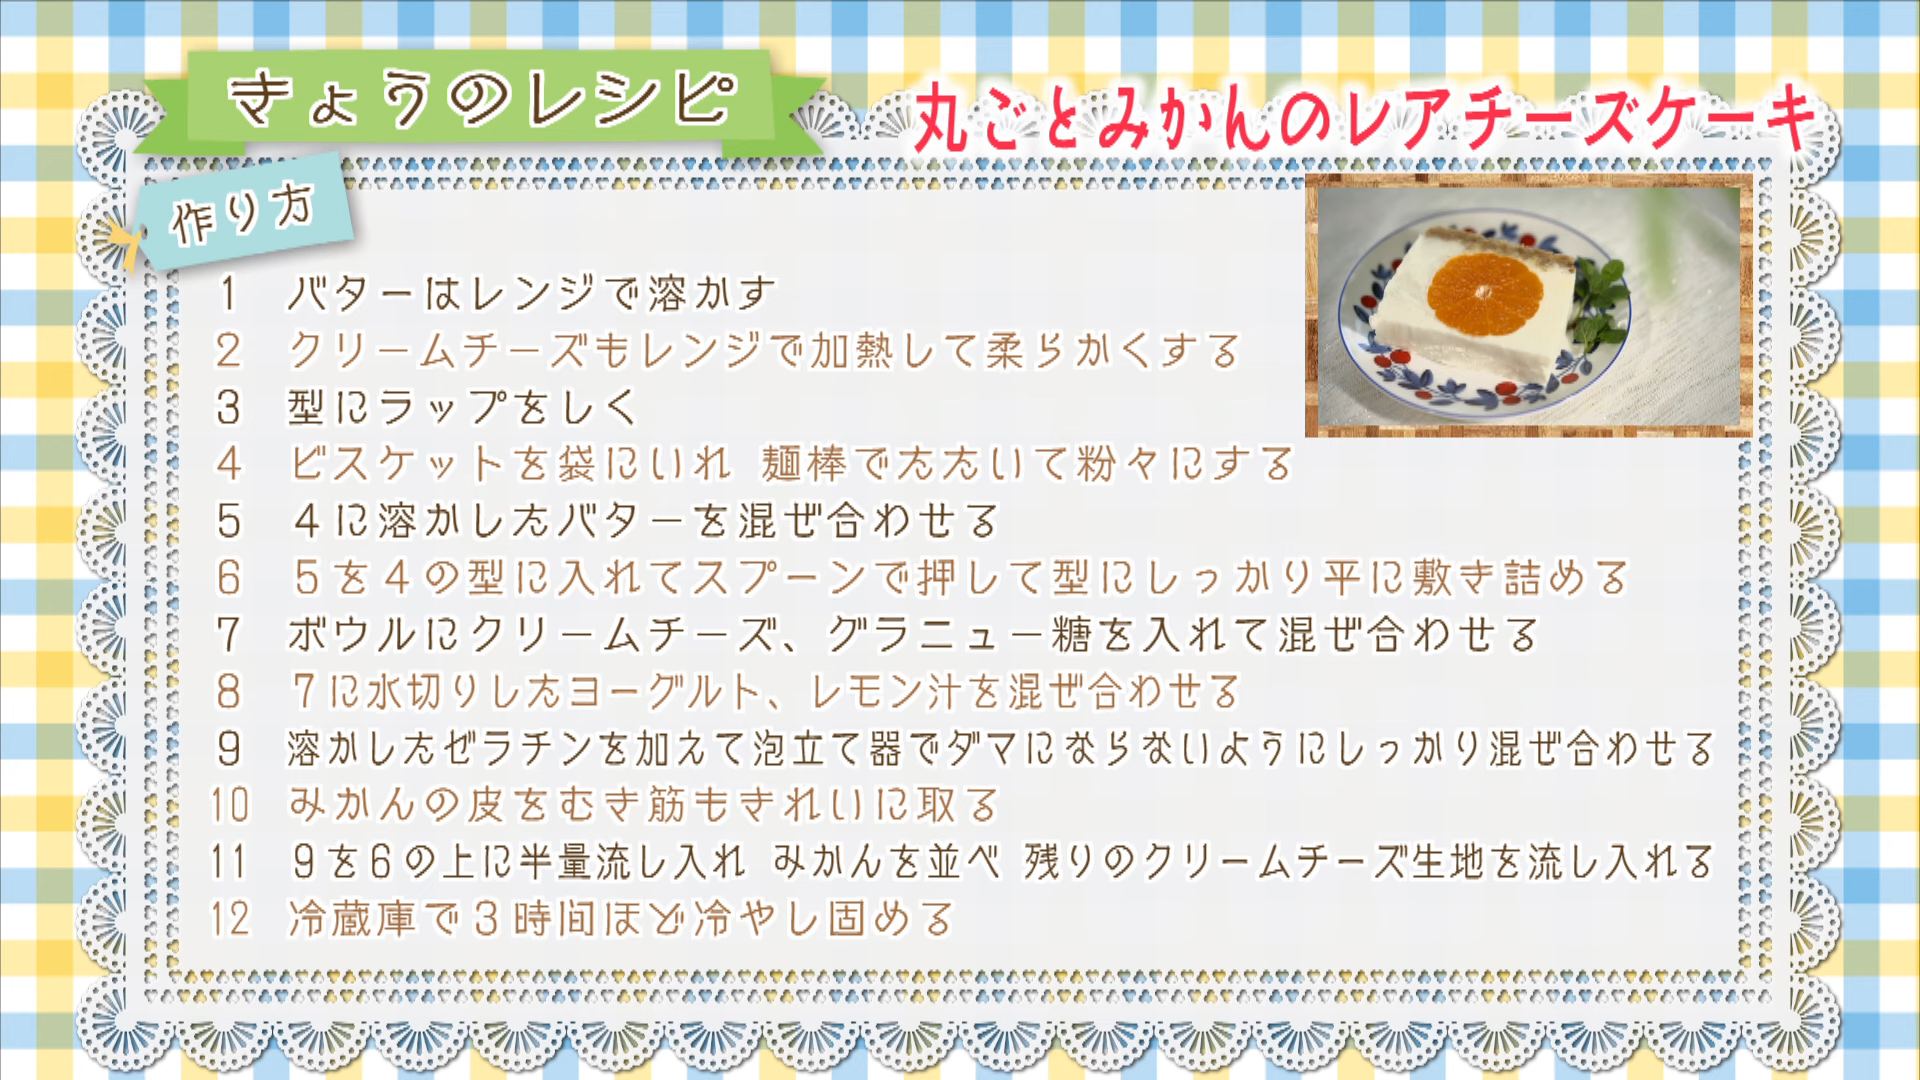 きょうのレシピ
丸ごとみかんのレアチーズケーキ
作り方
1 バターはレンジで溶かす
2 クリームチーズもレンジで加熱して柔らかくする
3 型にラップをしく
4 ビスケットを袋にいれ 麺棒でたたいて粉々にする
5 4に溶かしたバターを混ぜ合わせる
6 5を4の型に入れてスプーンで押して型にしっかり平に敷き詰める
7 ボウルにクリームチーズ、グラニュー糖を入れて混ぜ合わせる
8 7に水切りしたヨーグルト、レモン汁を混ぜ合わせる
9 溶かしたゼラチンを加えて泡立て器でダマにならないようにしっかり混ぜ合わせる
10 みかんの皮をむき筋もきれいに取る
11 9を6の上に半量流し入れ みかんを並べ 残りのクリームチーズ生地を流し入れる
12 冷蔵庫で3時間ほど冷やし固める